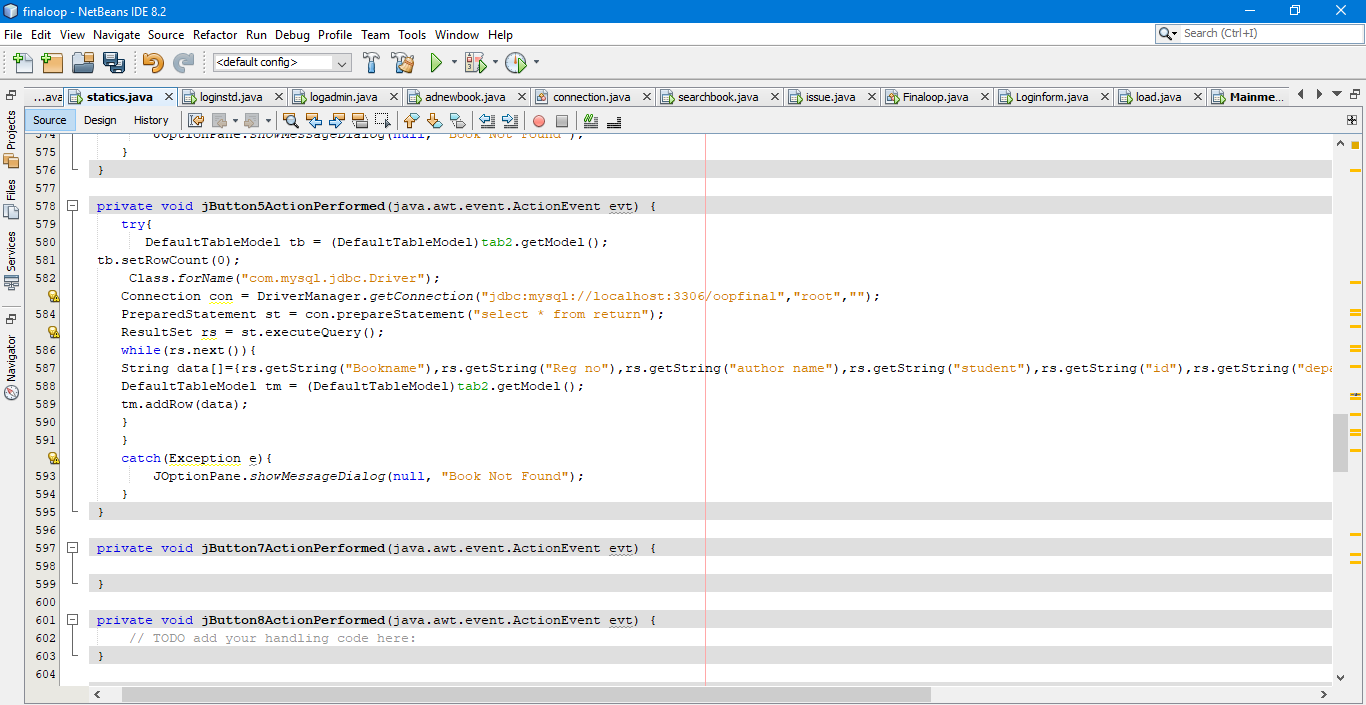 finaloop - NetBeans IDE 8.2
File Edit View Navigate Source Refactor Run Debug Profile Team Tools Window Help
Search (Ctrl+I)
<default config>
...ava statics.java loginstd.java logadmin.java adnewbook.java connection.java searchbook.java issue.java Finaloop.java Loginform.java load.java Mainme...
Source Design History
Projects
Files
Services
Navigator
574 JOptionPane.showMessageDialog(null, "Book Not Found");
575 }
576 }
577
578 private void jButton5ActionPerformed(java.awt.event.ActionEvent evt) {
579 try{
580 DefaultTableModel tb = (DefaultTableModel)tab2.getModel();
581 tb.setRowCount(0);
582 Class.forName("com.mysql.jdbc.Driver");
Connection con = DriverManager.getConnection("jdbc:mysql://localhost:3306/oopfinal","root","");
584 PreparedStatement st = con.prepareStatement("select * from return");
ResultSet rs = st.executeQuery();
586 while(rs.next()){
587 String data[]={rs.getString("Bookname"),rs.getString("Reg no"),rs.getString("author name"),rs.getString("student"),rs.getString("id"),rs.getString("depa
588 DefaultTableModel tm = (DefaultTableModel)tab2.getModel();
589 tm.addRow(data);
590 }
591 }
catch(Exception e){
593 JOptionPane.showMessageDialog(null, "Book Not Found");
594 }
595 }
596
597 private void jButton7ActionPerformed(java.awt.event.ActionEvent evt) {
598
599 }
600
601 private void jButton8ActionPerformed(java.awt.event.ActionEvent evt) {
602 // TODO add your handling code here:
603 }
604